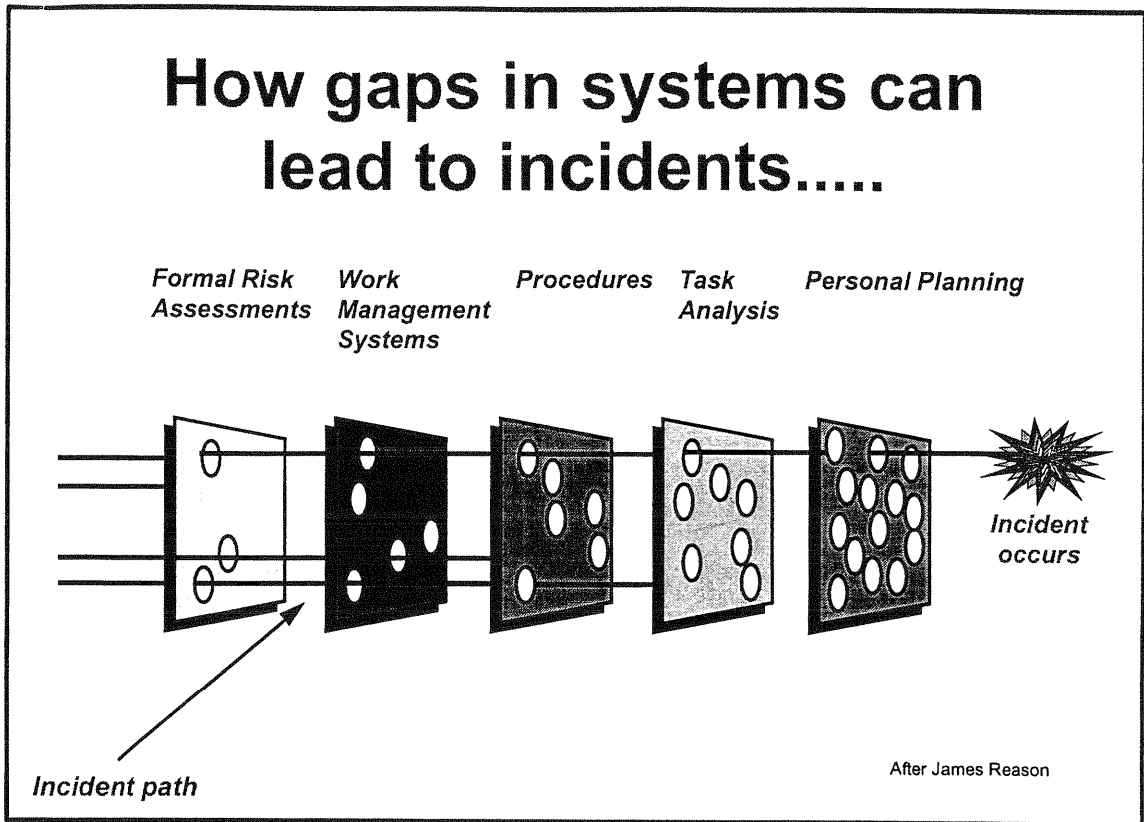 How gaps in systems can
lead to incidents.....
Formal Risk
Assessments
Work
Management
Systems
Procedures
Task
Analysis
Personal Planning
Incident
occurs
Incident path
After James Reason